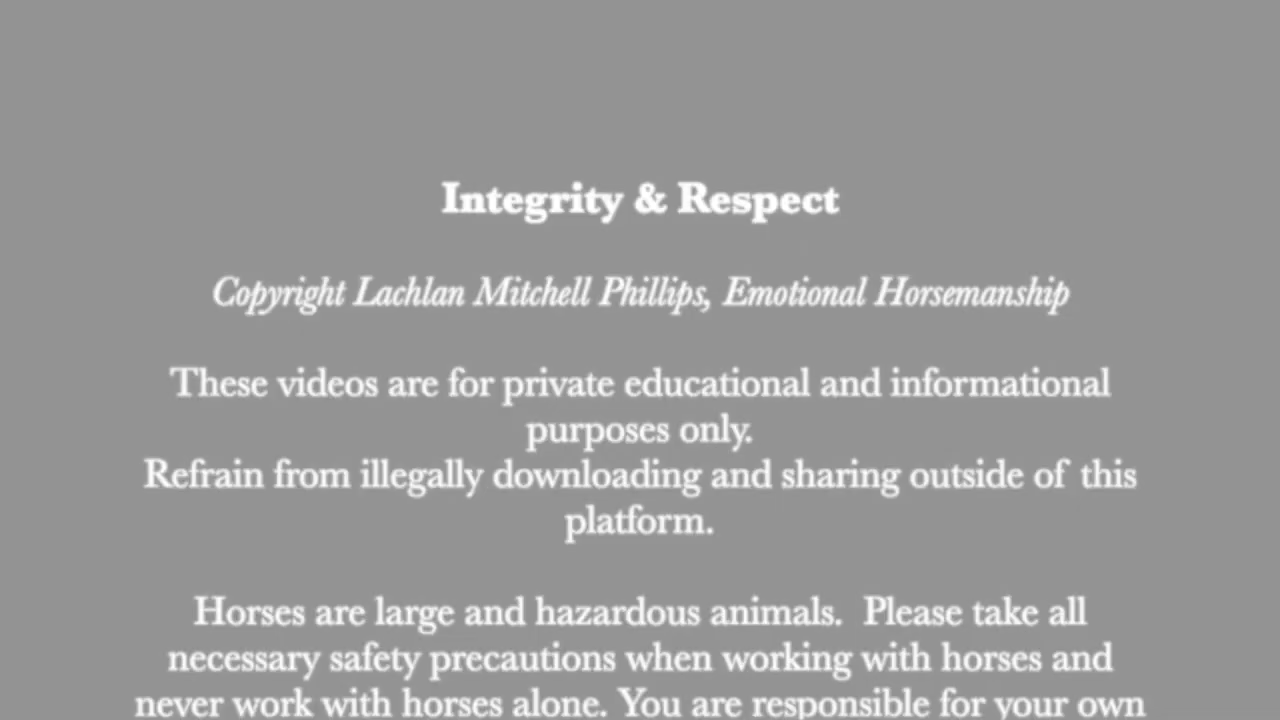 Integrity & Respect
Copyright Lachlan Mitchell Phillips, Emotional Horsemanship
These videos are for private educational and informational
purposes only.
Refrain from illegally downloading and sharing outside of this
platform.
Horses are large and hazardous animals.  Please take all
necessary safety precautions when working with horses and
never work with horses alone. You are responsible for your own